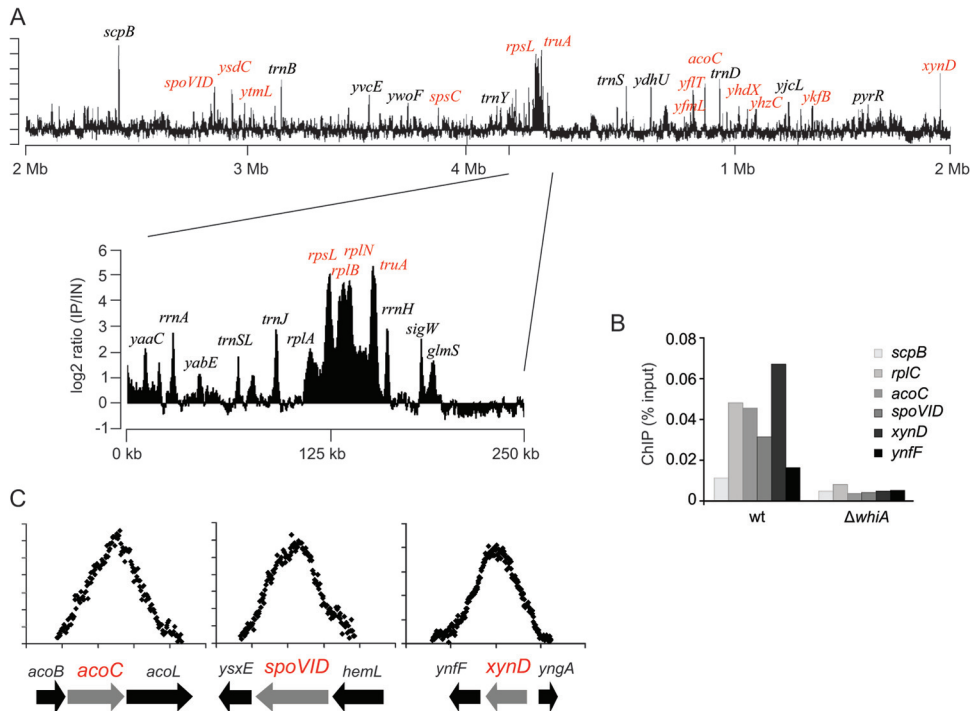 A
scpB
spoVID
ysdC
ytmL
trnB
yvcE
ywoF
spsC
trnY
rpsL
truA
trnS
ydhU
yflT
yfmL
acoC
trnD
yhdX
yhzC
yjcL
ykfB
pyrR
xynD
2 Mb 3 Mb 4 Mb 1 Mb 2 Mb
log2 ratio (IP/IN)
6
5
4
3
2
1
0
-1
yaaC
rrnA
yabE
trnSL
trnJ
rplA
rpsL
rplB
rplN
truA
rrnH
sigW
glmS
0 kb 125 kb 250 kb
B
ChIP (% input)
0.08
0.06
0.04
0.02
0
scpB
rplC
acoC
spoVID
xynD
ynfF
wt ΔwhiA
C
acoB acoC acoL
ysxE spoVID hemL
ynfF xynD yngA